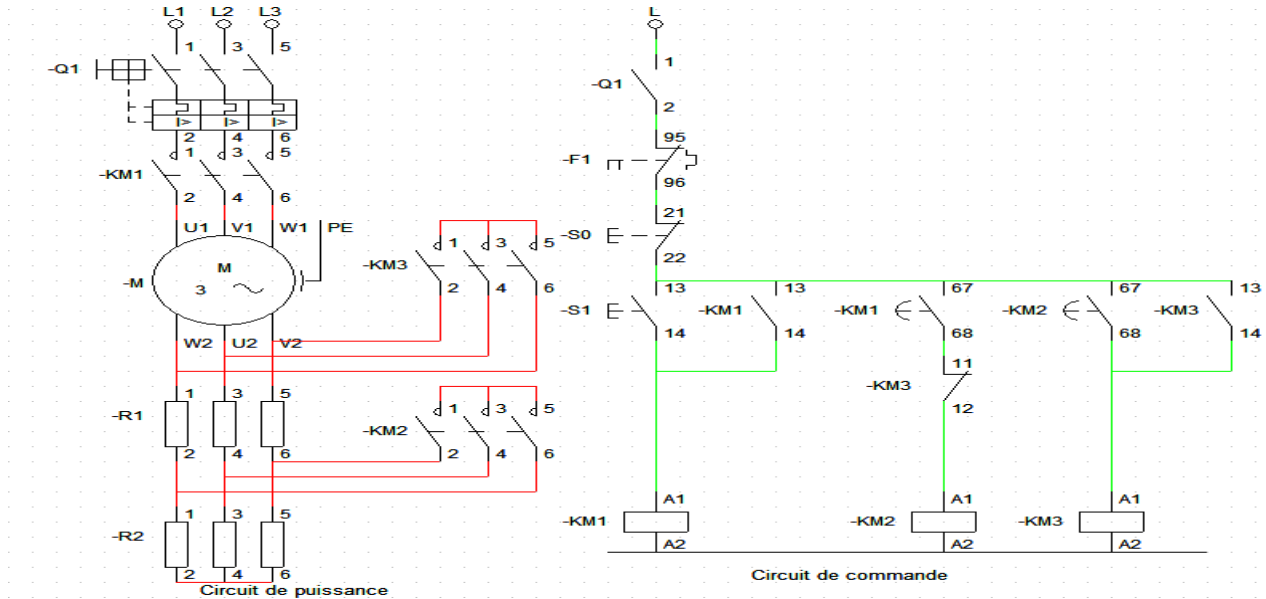 L1 L2 L3
1 3 5
-Q1
I> I> I>
2 4 6
1 3 5
-KM1
2 4 6
U1 V1 W1 PE
M
-M
3
W2 U2 V2
1 3 5
-R1
2 4 6
1 3 5
-R2
2 4 6
Circuit de puissance
1 3 5
-KM3
2 4 6
1 3 5
-KM2
2 4 6
L
1
-Q1
2
95
-F1
96
21
-S0
22
13 13 67 67 13
-S1 -KM1 -KM1 -KM2 -KM3
14 14 68 68 14
11
-KM3
12
A1 A1 A1
-KM1 -KM2 -KM3
A2 A2 A2
Circuit de commande